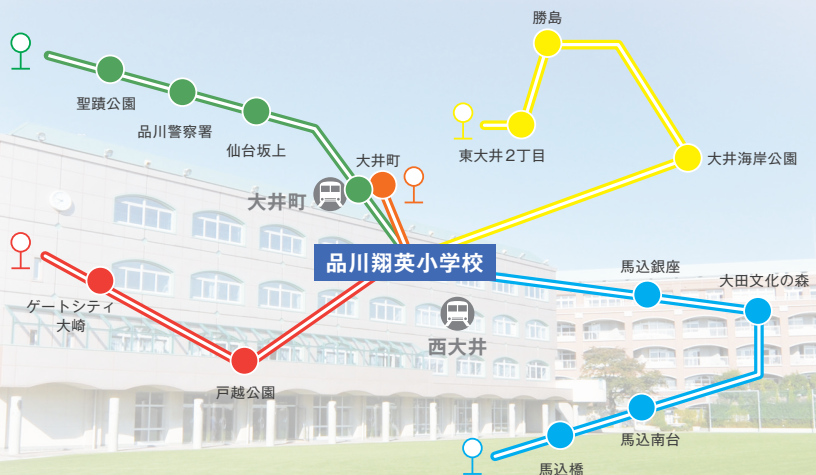 勝島
聖蹟公園
品川警察署
仙台坂上
大井町
東大井2丁目
大井海岸公園
大井町
品川翔英小学校
馬込銀座
大田文化の森
ゲートシティ
大崎
西大井
戸越公園
馬込南台
馬込橋